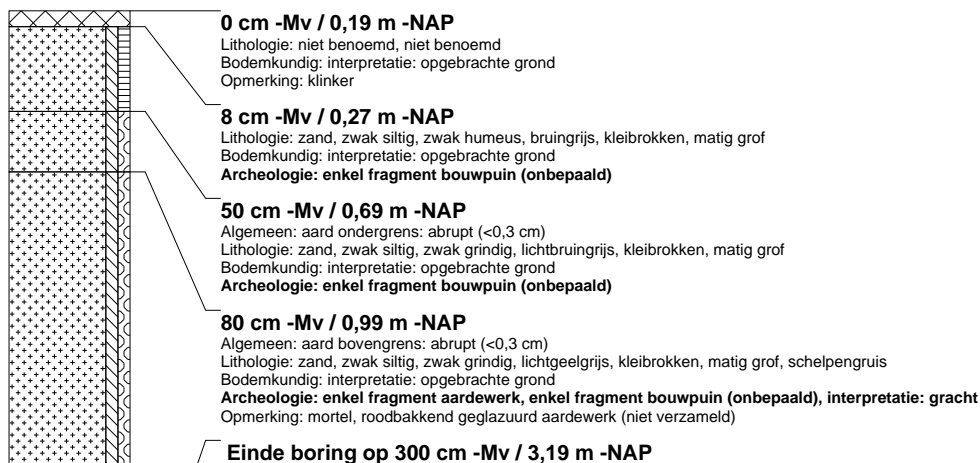 0 cm -Mv / 0,19 m -NAP
Lithologie: niet benoemd, niet benoemd
Bodemkundig: interpretatie: opgebrachte grond
Opmerking: klinker
8 cm -Mv / 0,27 m -NAP
Lithologie: zand, zwak siltig, zwak humeus, bruingrijs, kleibrokken, matig grof
Bodemkundig: interpretatie: opgebrachte grond
Archeologie: enkel fragment bouwpuin (onbepaald)
50 cm -Mv / 0,69 m -NAP
Algemeen: aard ondergrens: abrupt (<0,3 cm)
Lithologie: zand, zwak siltig, zwak grindig, lichtbruingrijs, kleibrokken, matig grof
Bodemkundig: interpretatie: opgebrachte grond
Archeologie: enkel fragment bouwpuin (onbepaald)
80 cm -Mv / 0,99 m -NAP
Algemeen: aard bovengrens: abrupt (<0,3 cm)
Lithologie: zand, zwak siltig, zwak grindig, lichtgeelgrijs, kleibrokken, matig grof, schelpengruis
Bodemkundig: interpretatie: opgebrachte grond
Archeologie: enkel fragment aardewerk, enkel fragment bouwpuin (onbepaald), interpretatie: gracht
Opmerking: mortel, roodbakkend geglazuurd aardewerk (niet verzameld)
Einde boring op 300 cm -Mv / 3,19 m -NAP